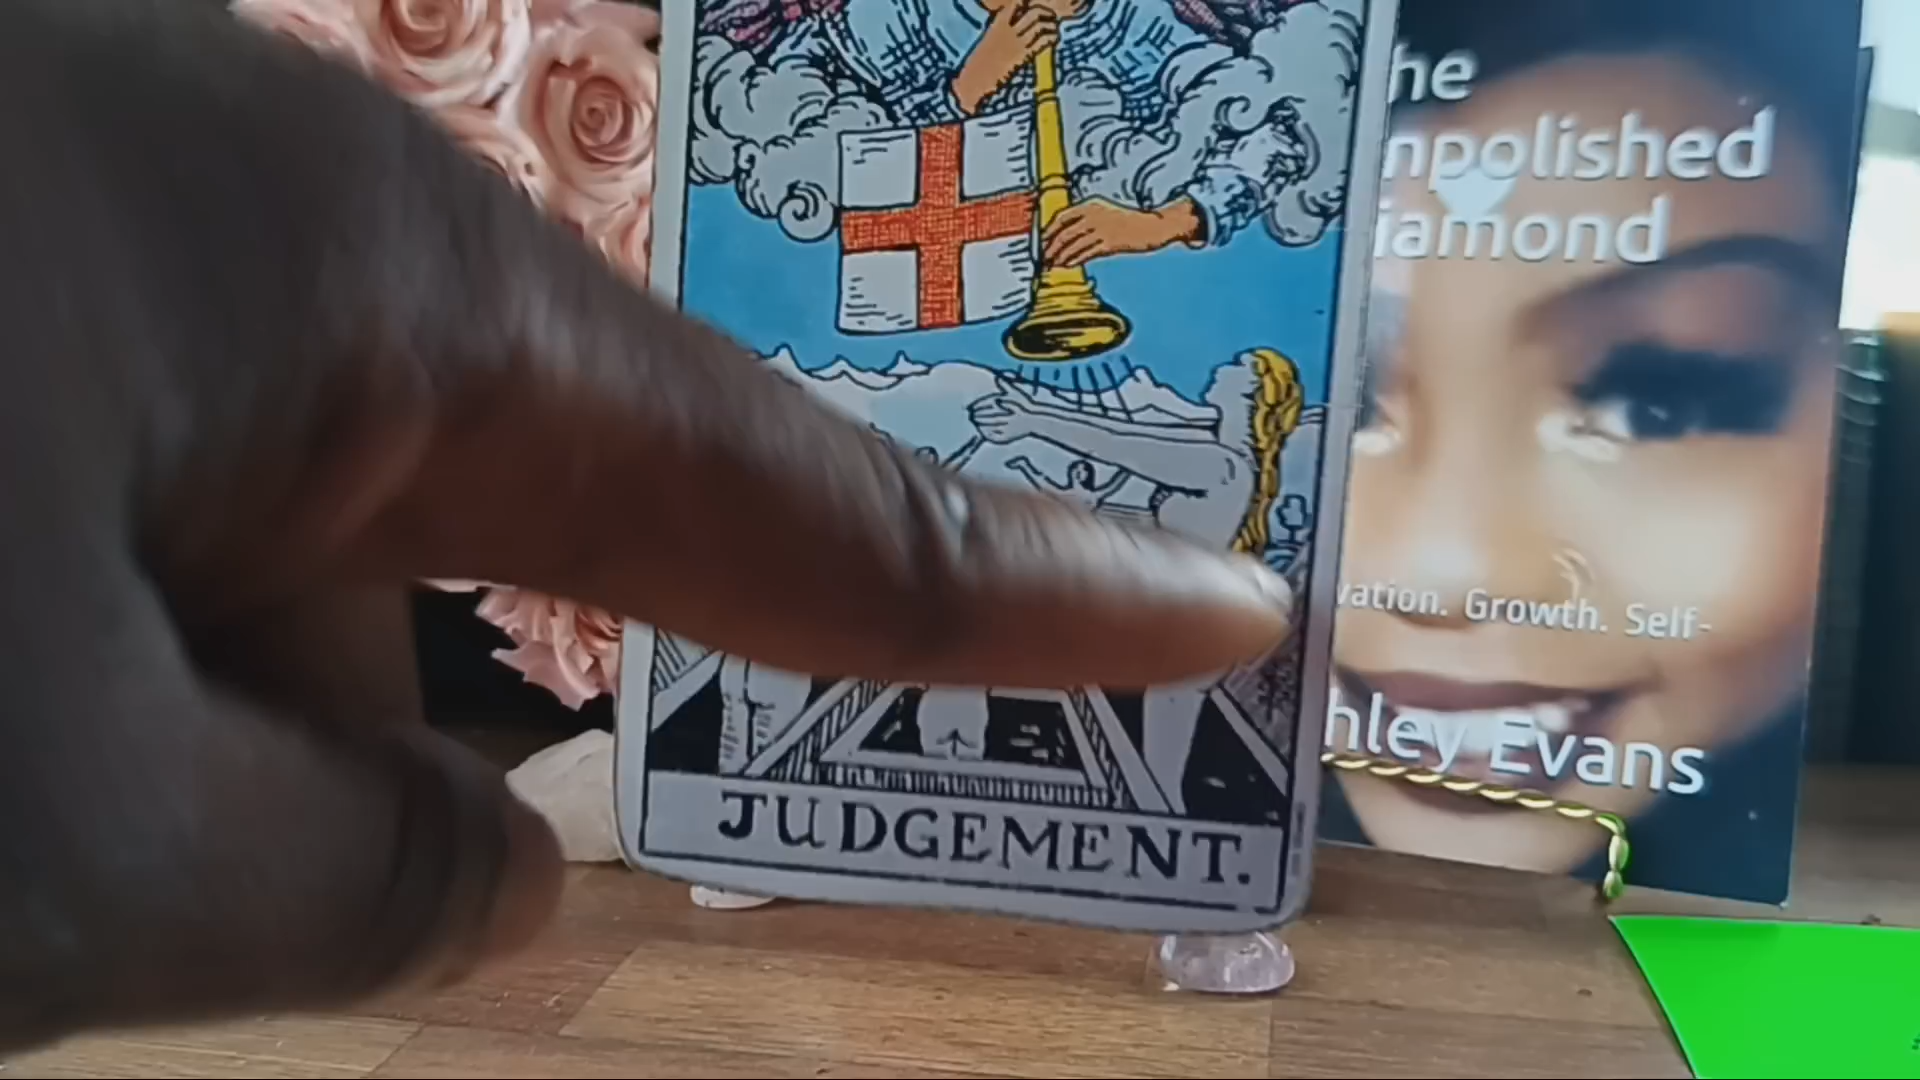 he
npolished
iamond
vation. Growth. Self-
hley Evans
JUDGEMENT.